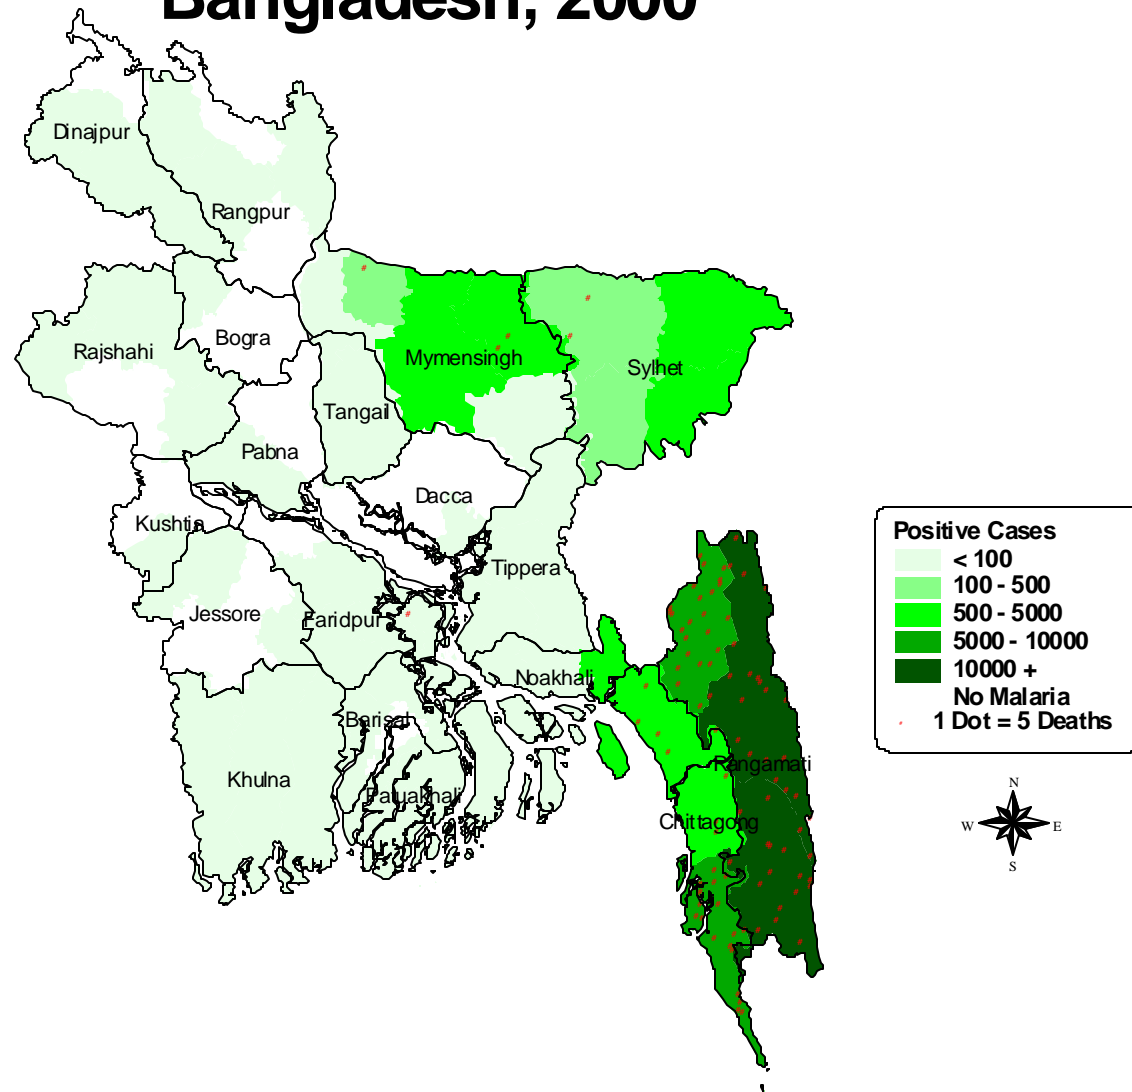 Bangladesh, 2000
Dinajpur
Rangpur
Bogra
Rajshahi
Mymensingh
Sylhet
Tangail
Pabna
Dacca
Kushtia
Tippera
Jessore
Faridpur
Noakhali
Barisal
Khulna
Patuakhali
Rangamati
Chittagong
Positive Cases
< 100
100 - 500
500 - 5000
5000 - 10000
10000 +
No Malaria
1 Dot = 5 Deaths
N
W E
S